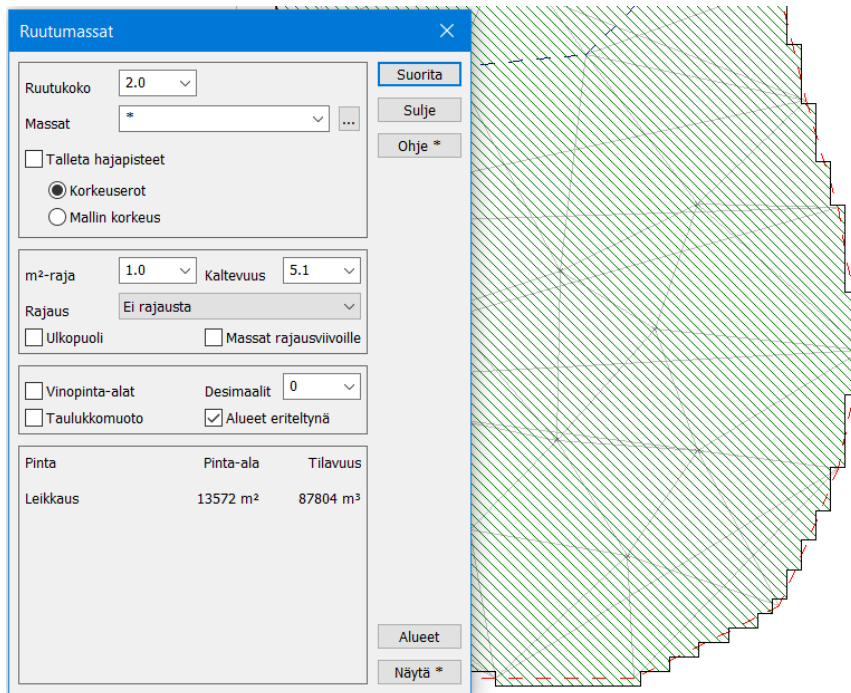 Ruutumassat
Ruutukoko 2.0
Suorita
Massat * ...
Sulje
Ohje *
Talleta hajapisteet
Korkeuserot
Mallin korkeus
m²-raja 1.0 Kaltevuus 5.1
Rajaus Ei rajausta
Ulkopuoli Massat rajausviivoille
Vinopinta-alat Desimaalit 0
Taulukkomuoto Alueet eriteltynä
Pinta Pinta-ala Tilavuus
Leikkaus 13572 m² 87804 m³
Alueet
Näytä *